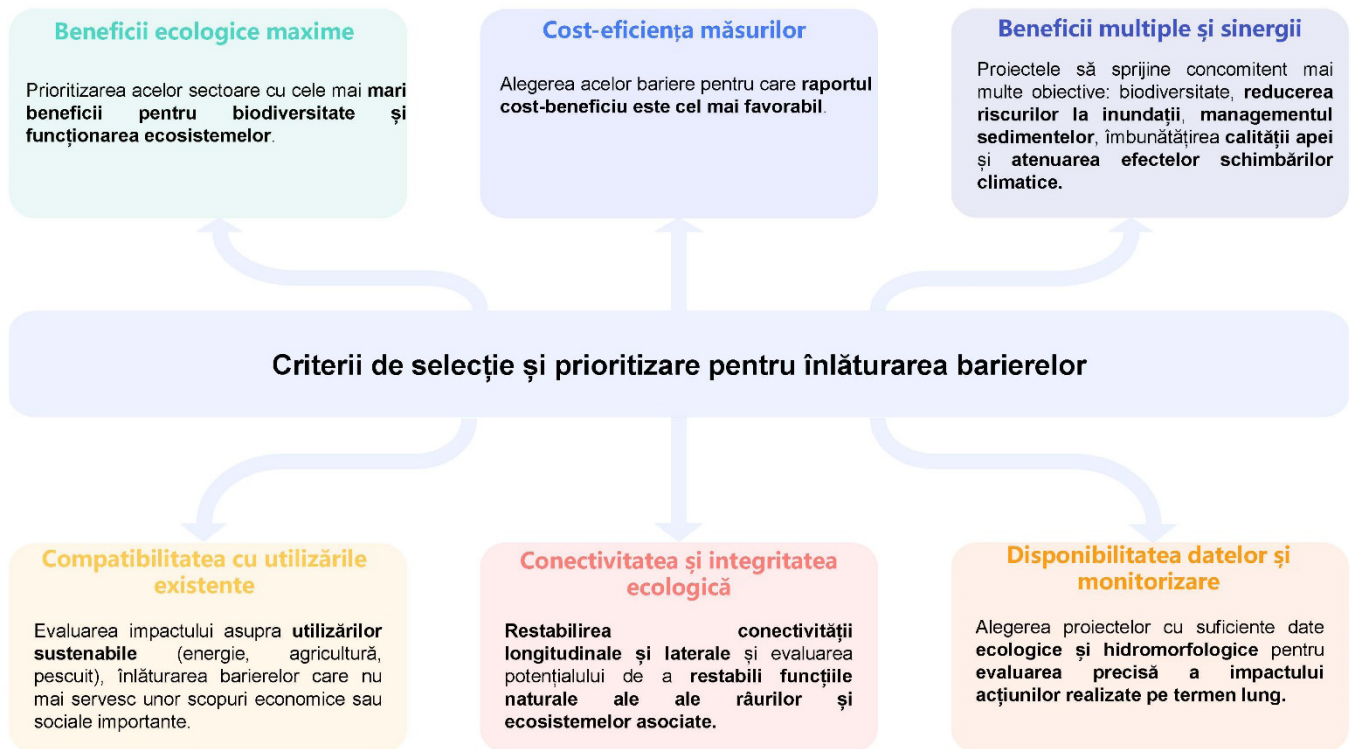 Beneficii ecologice maxime
Prioritizarea acelor sectoare cu cele mai mari
beneficii pentru biodiversitate și
funcționarea ecosistemelor.
Cost-eficiența măsurilor
Alegerea acelor bariere pentru care raportul
cost-beneficiu este cel mai favorabil.
Beneficii multiple și sinergii
Proiectele să sprijine concomitent mai
multe obiective: biodiversitate, reducerea
riscurilor la inundații, managementul
sedimentelor, îmbunătățirea calității apei
și atenuarea efectelor schimbărilor
climatice.
Criterii de selecție și prioritizare pentru înlăturarea barierelor
Compatibilitatea cu utilizările
existente
Evaluarea impactului asupra utilizărilor
sustenabile (energie, agricultură,
pescuit), înlăturarea barierelor care nu
mai servesc unor scopuri economice sau
sociale importante.
Conectivitatea și integritatea
ecologică
Restabilirea conectivității
longitudinale și laterale și evaluarea
potențialului de a restabili funcțiile
naturale ale ale râurilor și
ecosistemelor asociate.
Disponibilitatea datelor și
monitorizare
Alegerea proiectelor cu suficiente date
ecologice și hidromorfologice pentru
evaluarea precisă a impactului
acțiunilor realizate pe termen lung.